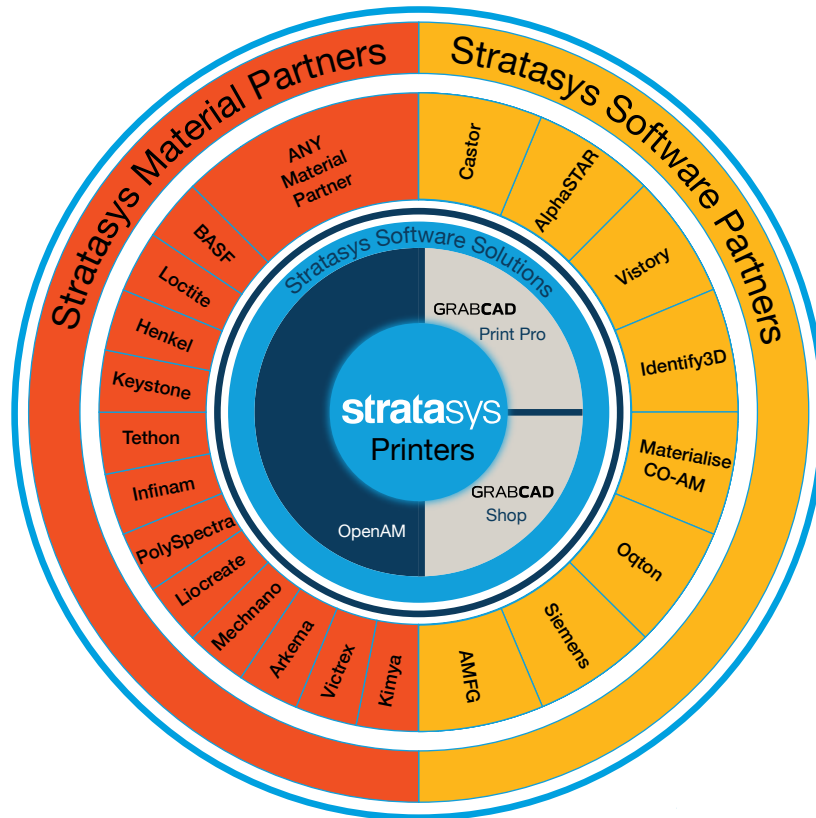 Stratasys Material Partners
Stratasys Software Partners
ANY
Material
Partner
BASF
Loctite
Henkel
Keystone
Tethon
Infinam
PolySpectra
Liocreate
Mechnano
Arkema
Victrex
Kimya
Castor
AlphaSTAR
Vistory
Identify3D
Materialise
CO-AM
Oqton
Siemens
AMFG
Stratasys Software Solutions
GRABCAD
Print Pro
stratasys
Printers
GRABCAD
Shop
OpenAM